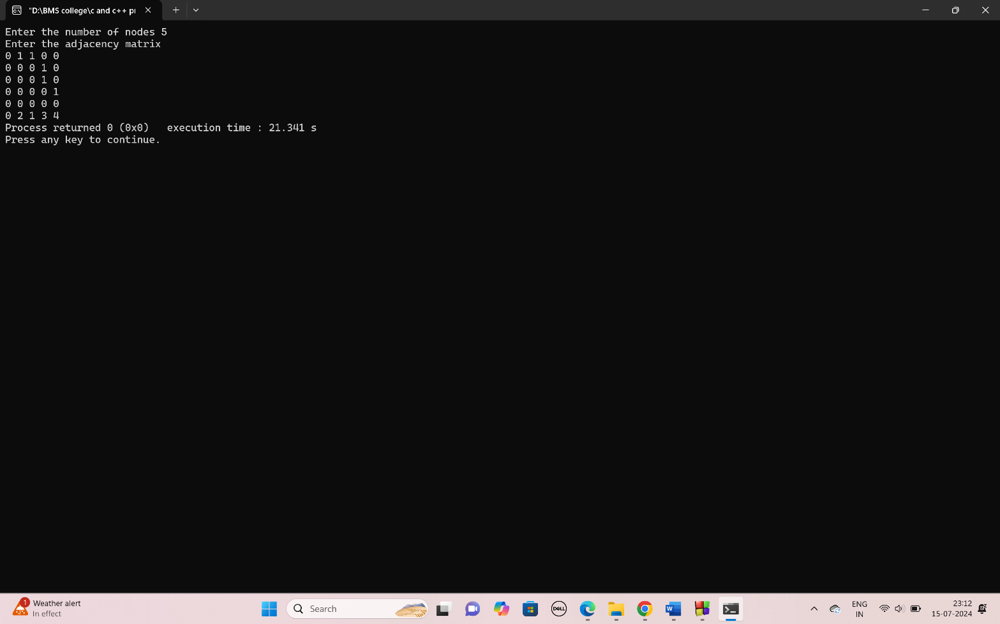 "D:\BMS college\c and c++ pr
Enter the number of nodes 5
Enter the adjacency matrix
0 1 1 0 0
0 0 0 1 0
0 0 0 1 0
0 0 0 0 1
0 0 0 0 0
0 2 1 3 4
Process returned 0 (0x0)   execution time : 21.341 s
Press any key to continue.
1
Weather alert
In effect
Search
DELL
ENG
IN
23:12
15-07-2024